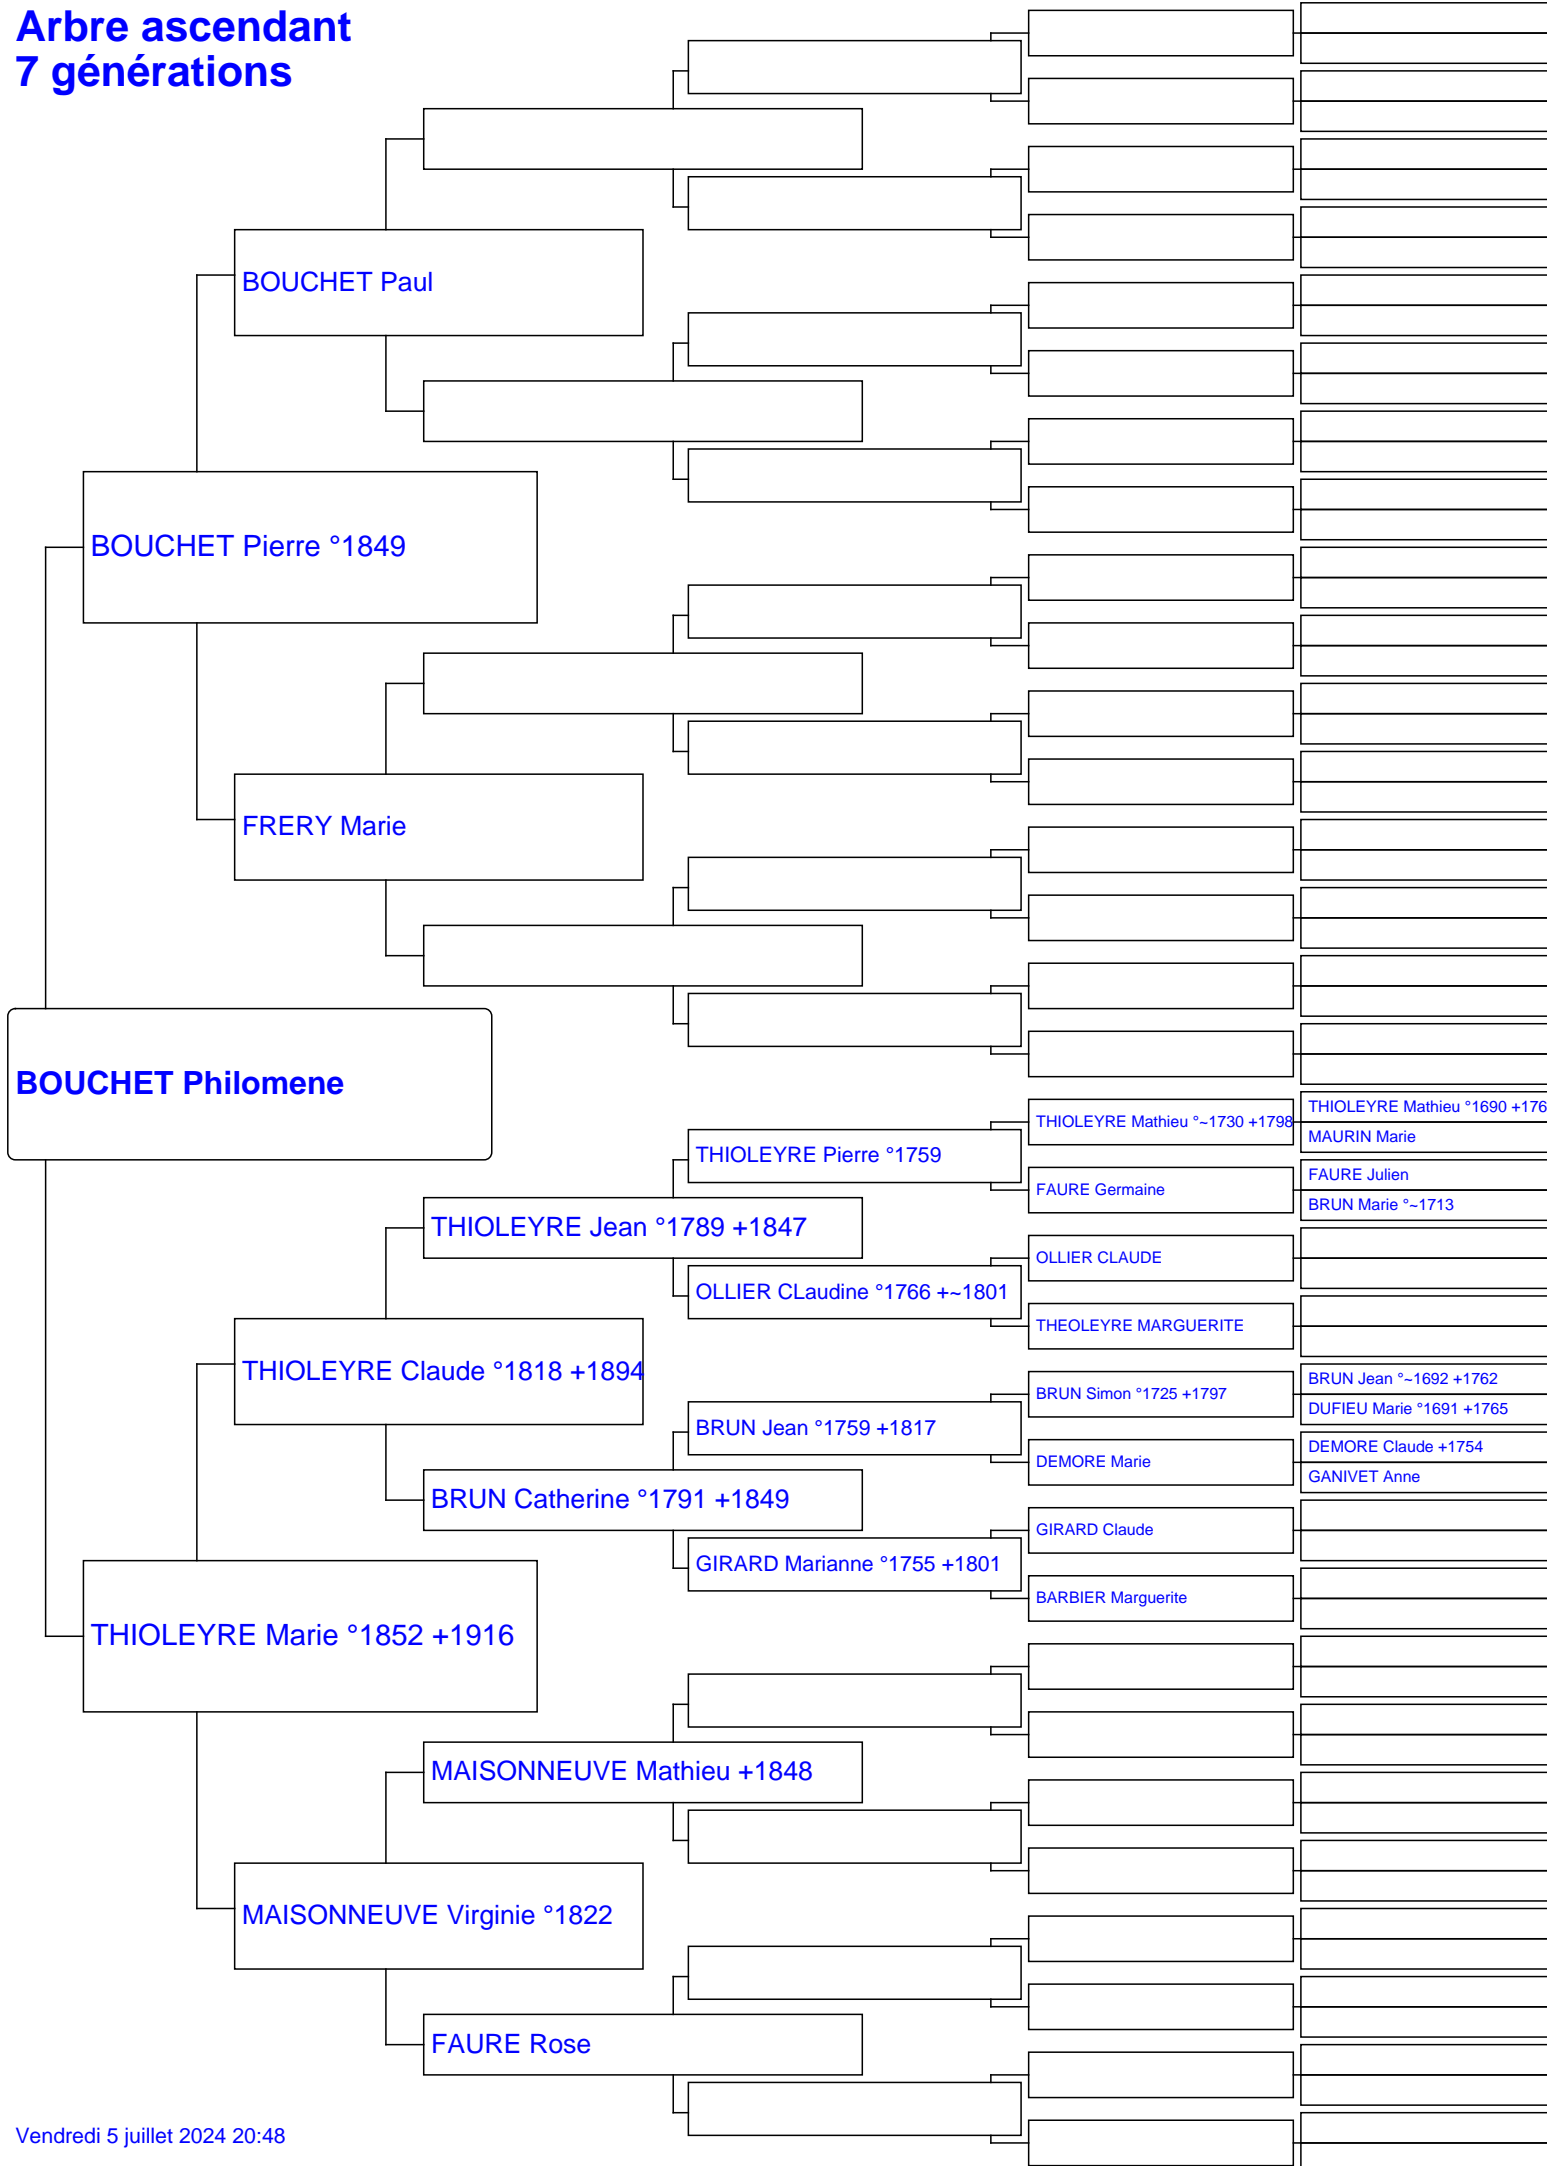 Arbre ascendant
7 générations
BOUCHET Paul
BOUCHET Pierre °1849
FRERY Marie
BOUCHET Philomene
THIOLEYRE Mathieu °1690 +176
THIOLEYRE Mathieu °~1730 +1798
MAURIN Marie
THIOLEYRE Pierre °1759
FAURE Julien
FAURE Germaine
BRUN Marie °~1713
THIOLEYRE Jean °1789 +1847
OLLIER CLAUDE
OLLIER CLaudine °1766 +~1801
THEOLEYRE MARGUERITE
THIOLEYRE Claude °1818 +1894
BRUN Jean °~1692 +1762
BRUN Simon °1725 +1797
DUFIEU Marie °1691 +1765
BRUN Jean °1759 +1817
DEMORE Claude +1754
DEMORE Marie
GANIVET Anne
BRUN Catherine °1791 +1849
GIRARD Claude
GIRARD Marianne °1755 +1801
BARBIER Marguerite
THIOLEYRE Marie °1852 +1916
MAISONNEUVE Mathieu +1848
MAISONNEUVE Virginie °1822
FAURE Rose
Vendredi 5 juillet 2024 20:48